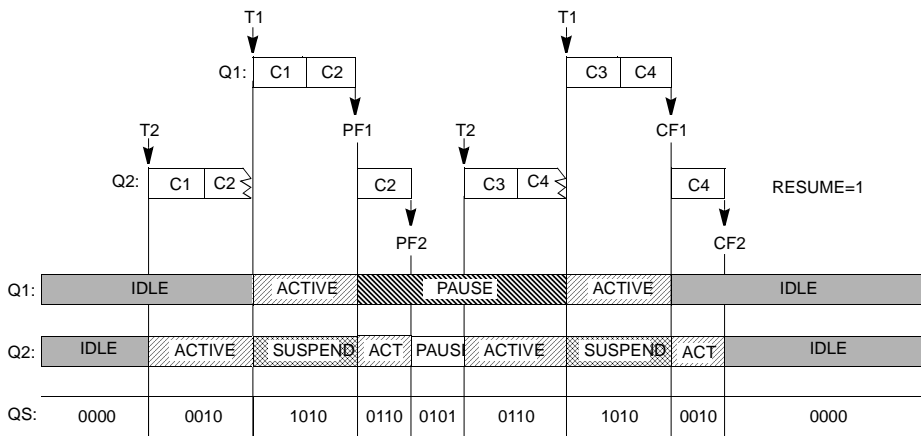 T1 T1
Q1: C1 C2 C3 C4
T2 PF1 T2 CF1
Q2: C1 C2 C2 C3 C4 C4 RESUME=1
PF2 CF2
Q1: IDLE ACTIVE PAUSE ACTIVE IDLE
Q2: IDLE ACTIVE SUSPEND ACT PAUSE ACTIVE SUSPEND ACT IDLE
QS: 0000 0010 1010 0110 0101 0110 1010 0010 0000